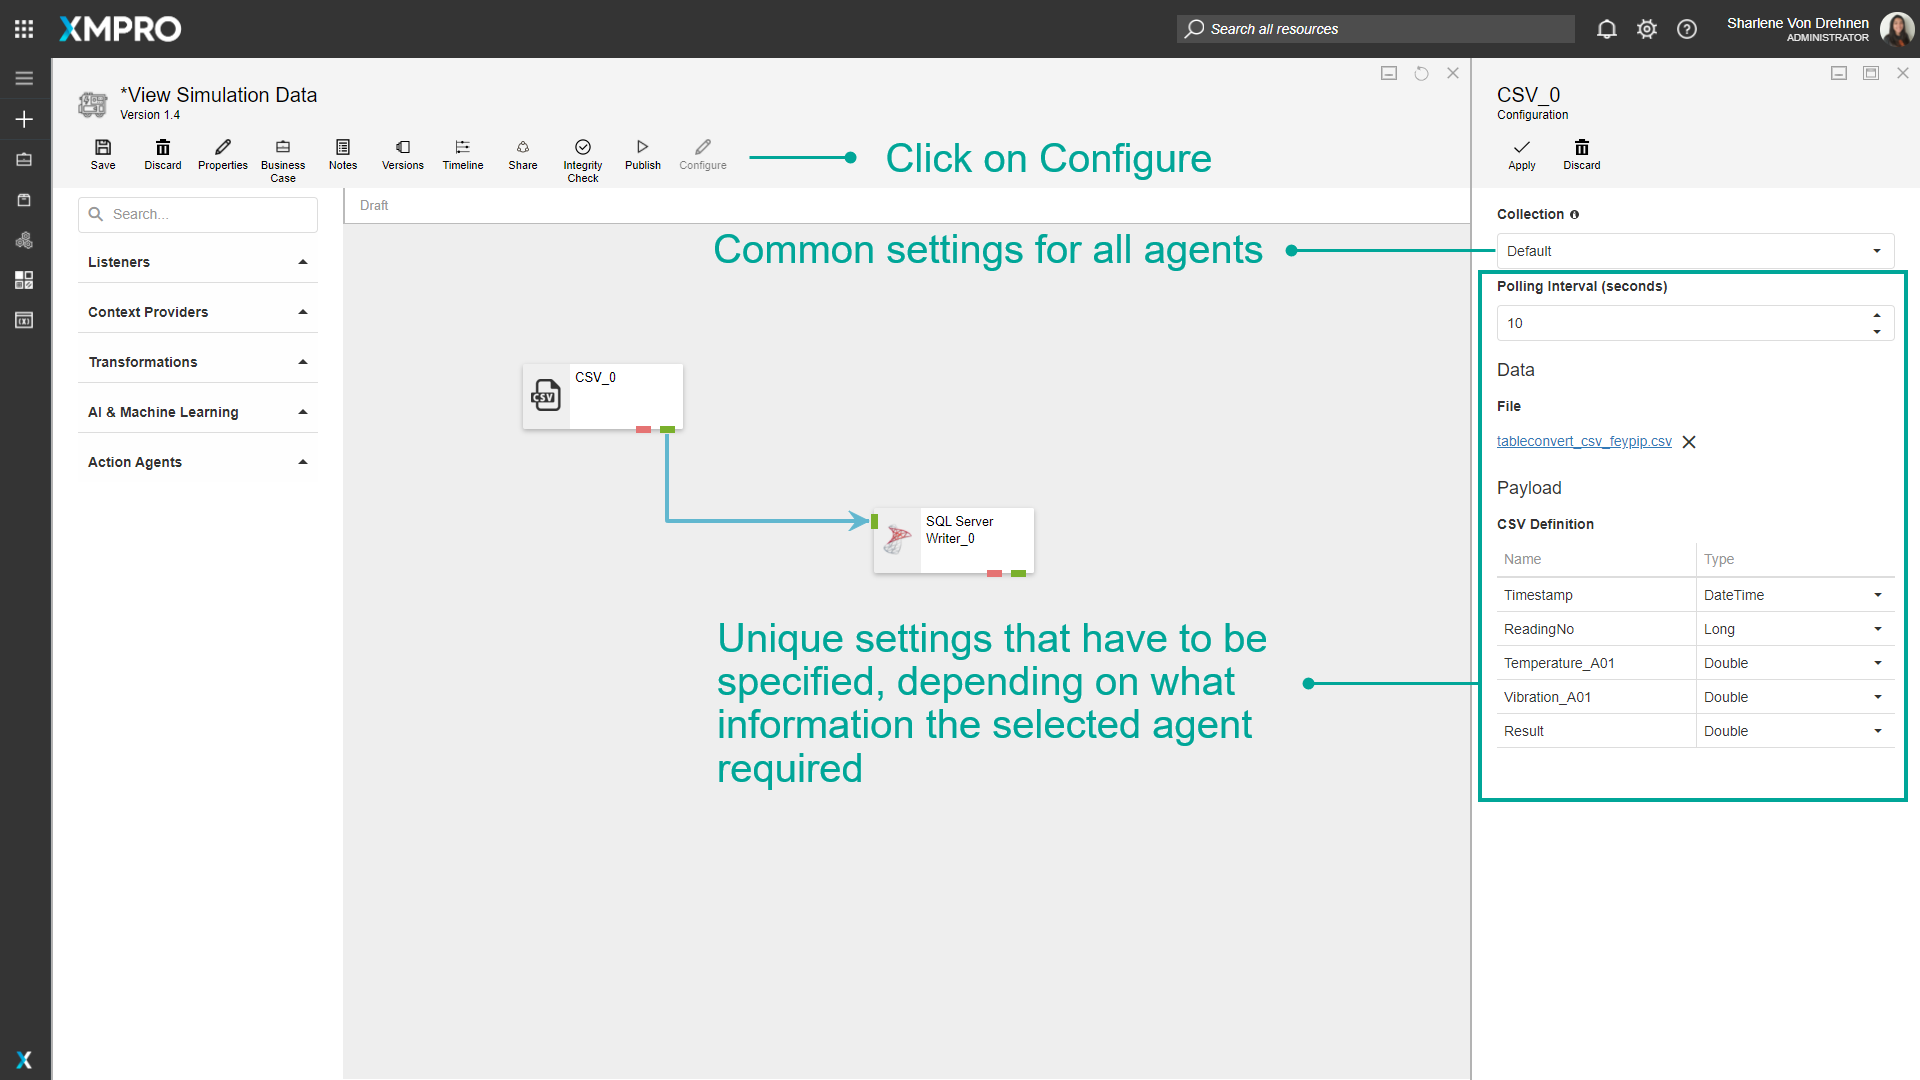 XMPRO
Search all resources
Sharlene Von Drehnen
ADMINISTRATOR
*View Simulation Data
Version 1.4
Save
Discard
Properties
Business
Case
Notes
Versions
Timeline
Share
Integrity
Check
Publish
Configure
Click on Configure
Search...
Listeners
Context Providers
Transformations
AI & Machine Learning
Action Agents
Draft
Common settings for all agents
CSV_0
CSV
SQL Server
Writer_0
Unique settings that have to be
specified, depending on what
information the selected agent
required
CSV_0
Configuration
Apply
Discard
Collection
Default
Polling Interval (seconds)
10
Data
File
tableconvert_csv_feypip.csv
Payload
CSV Definition
Name Type
Timestamp DateTime
ReadingNo Long
Temperature_A01 Double
Vibration_A01 Double
Result Double